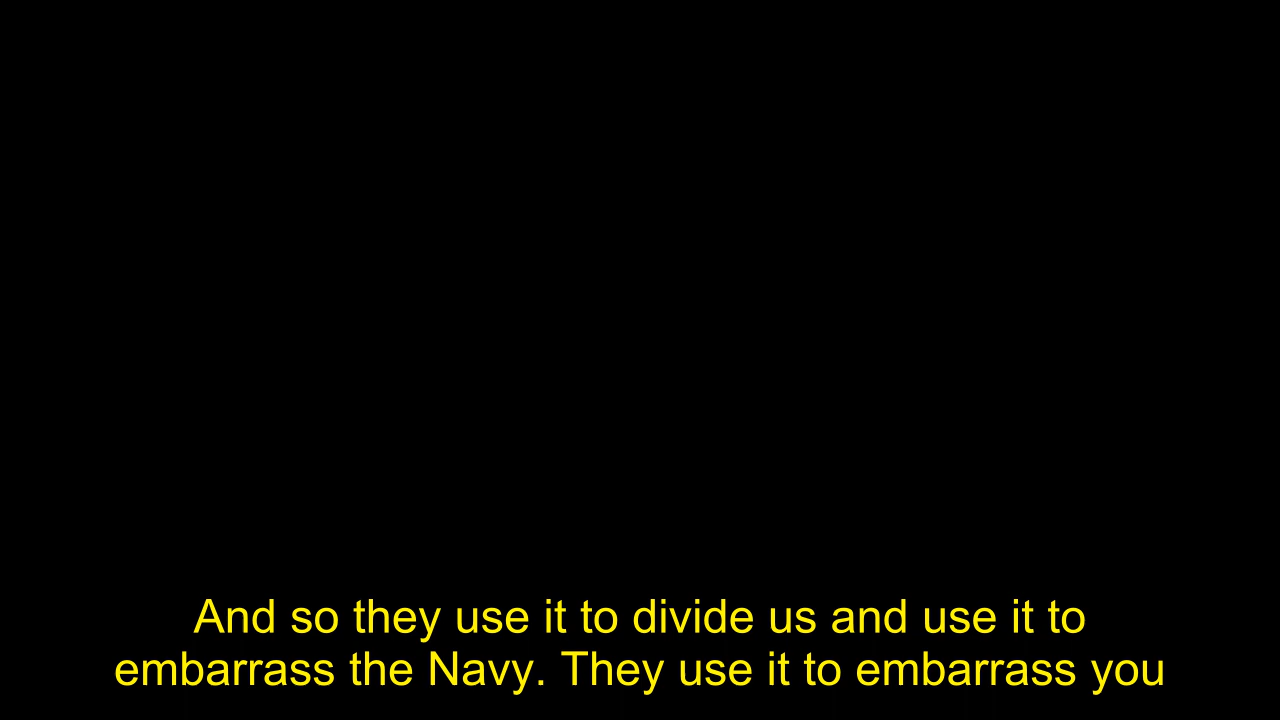 And so they use it to divide us and use it to
embarrass the Navy. They use it to embarrass you